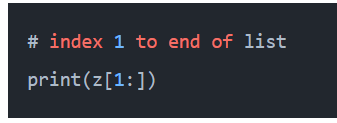 # index 1 to end of list
print(z[1:])